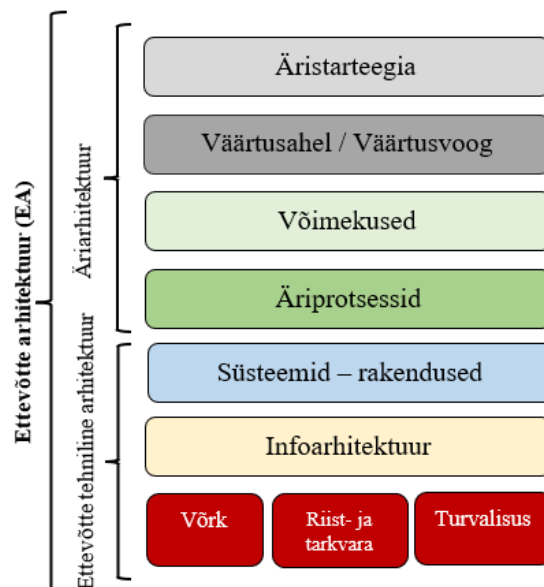 Ettevõtte arhitektuur (EA)
Äriarhitektuur
Äristarteegia
Väärtusahel / Väärtusvoog
Võimekused
Äriprotsessid
Ettevõtte tehniline arhitektuur
Süsteemid – rakendused
Infoarhitektuur
Võrk
Riist- ja
tarkvara
Turvalisus